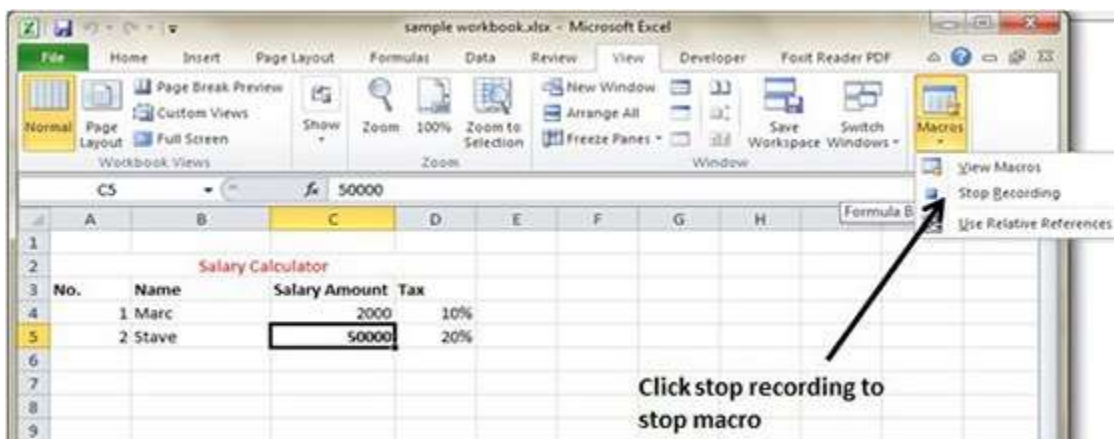 sample workbook.xlsx - Microsoft Excel
File Home Insert Page Layout Formulas Data Review View Developer Foxit Reader PDF
Normal Page Layout Page Break Preview Custom Views Full Screen Show Zoom 100% Zoom to Selection New Window Arrange All Freeze Panes Save Workspace Switch Windows Macros
Workbook Views Zoom Window
View Macros
Stop Recording
Use Relative References
C5 fx 50000
Formula B
A B C D E F G H
1
2 Salary Calculator
3 No. Name Salary Amount Tax
4 1 Marc 2000 10%
5 2 Stave 50000 20%
6
7
8
9
Click stop recording to
stop macro